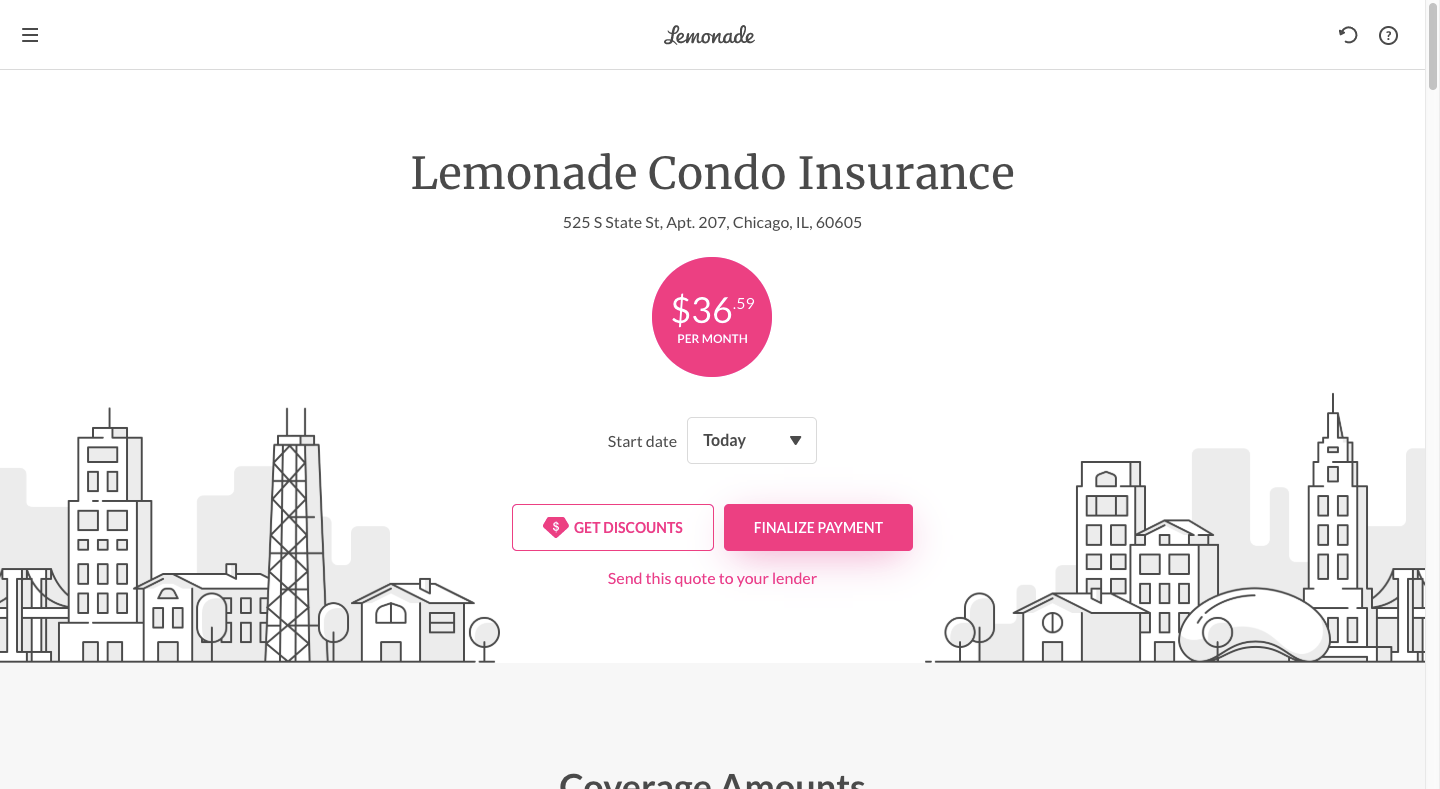 Lemonade
Lemonade Condo Insurance
525 S State St, Apt. 207, Chicago, IL, 60605
$36.59
PER MONTH
Start date Today
$ GET DISCOUNTS FINALIZE PAYMENT
Send this quote to your lender
Coverage Amounts